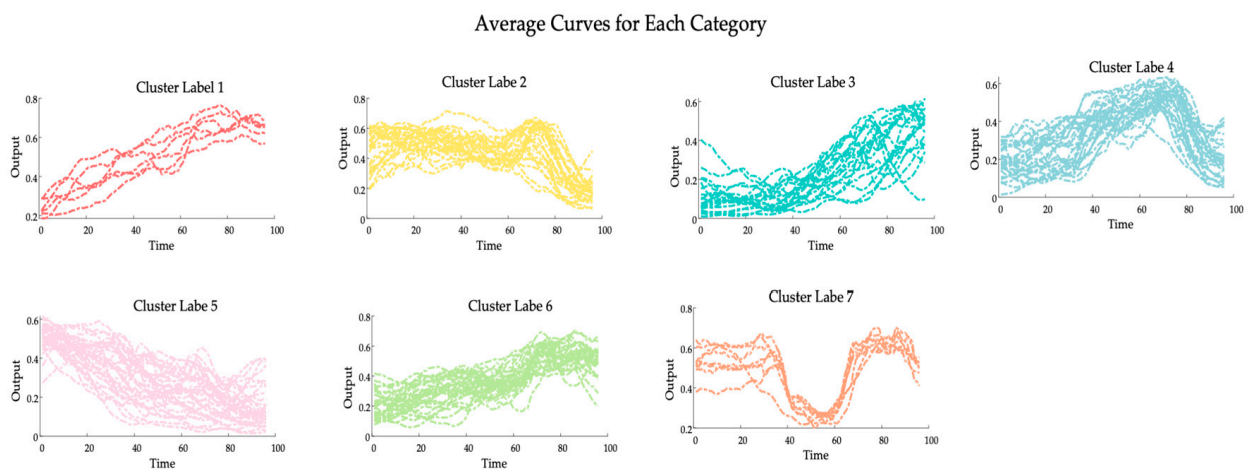 Average Curves for Each Category
Cluster Label 1
Output
0.8
0.6
0.4
0.2
0 20 40 60 80 100
Time
Cluster Labe 2
Output
0.8
0.6
0.4
0.2
0
0 20 40 60 80 100
Time
Cluster Labe 3
Output
0.6
0.4
0.2
0
0 20 40 60 80 100
Time
Cluster Labe 4
Output
0.6
0.4
0.2
0
0 20 40 60 80 100
Time
Cluster Labe 5
Output
0.6
0.4
0.2
0
0 20 40 60 80 100
Time
Cluster Labe 6
Output
0.8
0.6
0.4
0.2
0
0 20 40 60 80 100
Time
Cluster Labe 7
Output
0.8
0.6
0.4
0.2
0 20 40 60 80 100
Time